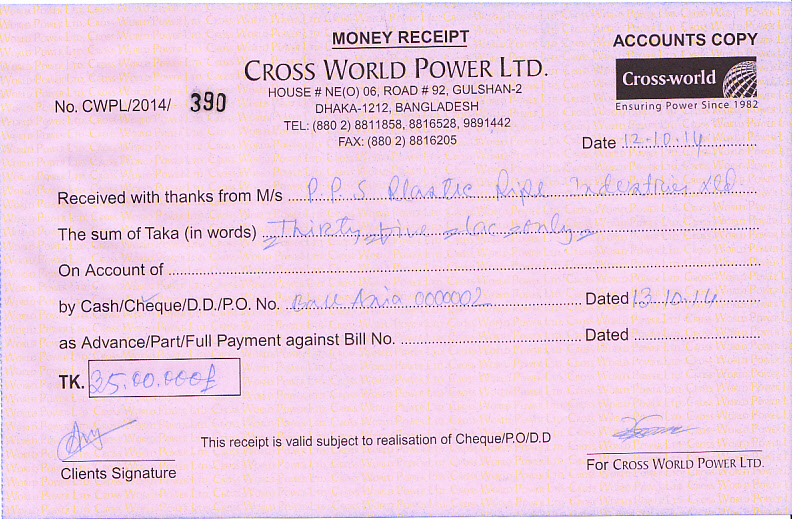 MONEY RECEIPT
ACCOUNTS COPY
CROSS WORLD POWER LTD.
Cross-world
Ensuring Power Since 1982
HOUSE # NE(O) 06, ROAD # 92, GULSHAN-2
DHAKA-1212, BANGLADESH
TEL: (880 2) 8811858, 8816528, 9891442
FAX: (880 2) 8816205
No. CWPL/2014/ 390
Date 12.10.14
Received with thanks from M/s P.P.S Plastic Pipe Industries Ltd.
The sum of Taka (in words) Thirty five lac only
On Account of
by Cash/Cheque/D.D./P.O. No. Asia 0000002 Dated 13.10.14
as Advance/Part/Full Payment against Bill No. Dated
TK. 35.00.000/
This receipt is valid subject to realisation of Cheque/P.O/D.D
Clients Signature
For CROSS WORLD POWER LTD.